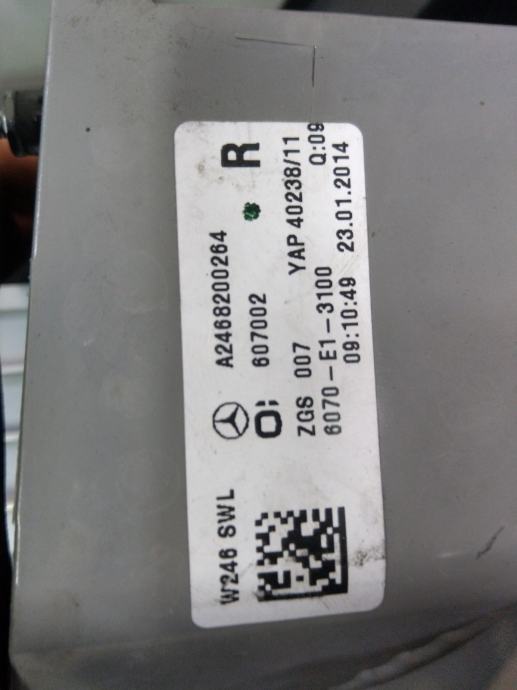 W246 SWL
A2468200264 R
607002
ZGS 007 YAP 40238/11
6070-E1-3100 Q:09
09:10:49 23.01.2014